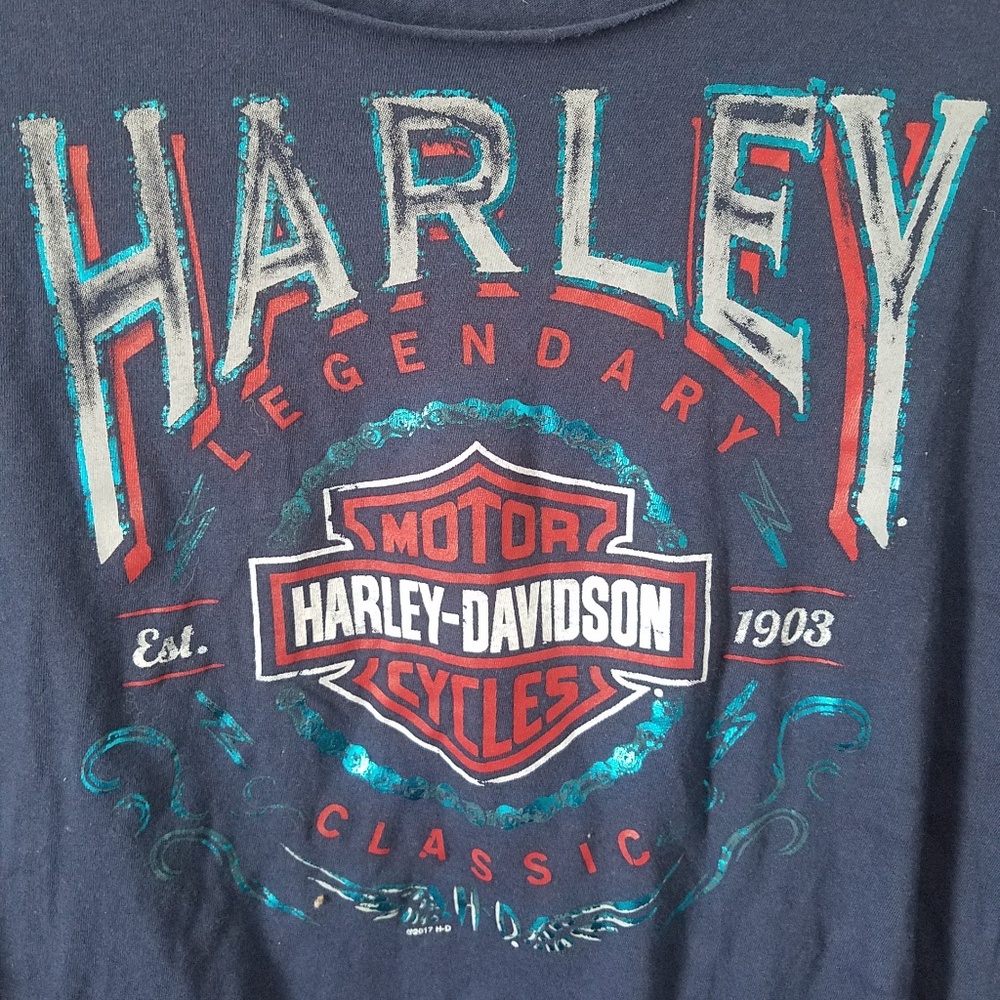 HARLEY
LEGENDARY
MOTOR
HARLEY-DAVIDSON
CYCLES
Est. 1903
CLASSIC
H D.
©2017 H-D